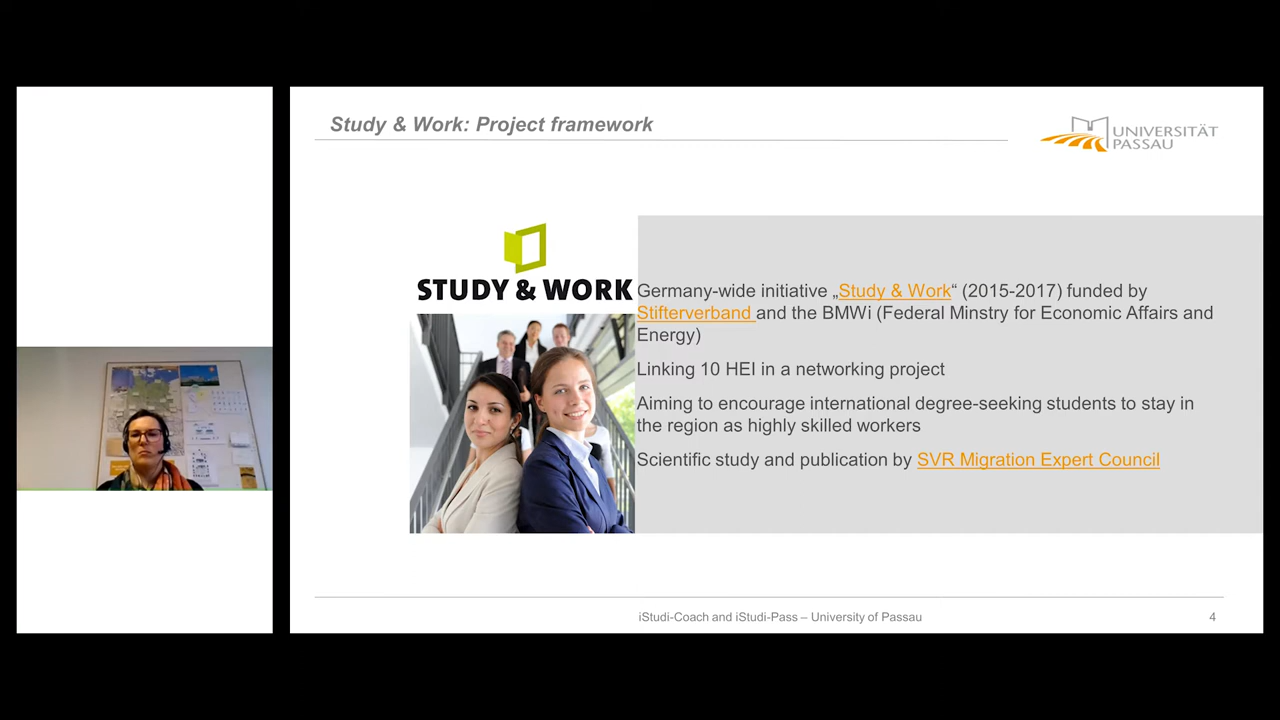 Study & Work: Project framework
UNIVERSITÄT
PASSAU
STUDY & WORK
Germany-wide initiative „Study & Work“ (2015-2017) funded by
Stifterverband and the BMWi (Federal Minstry for Economic Affairs and
Energy)
Linking 10 HEI in a networking project
Aiming to encourage international degree-seeking students to stay in
the region as highly skilled workers
Scientific study and publication by SVR Migration Expert Council
iStudi-Coach and iStudi-Pass – University of Passau
4